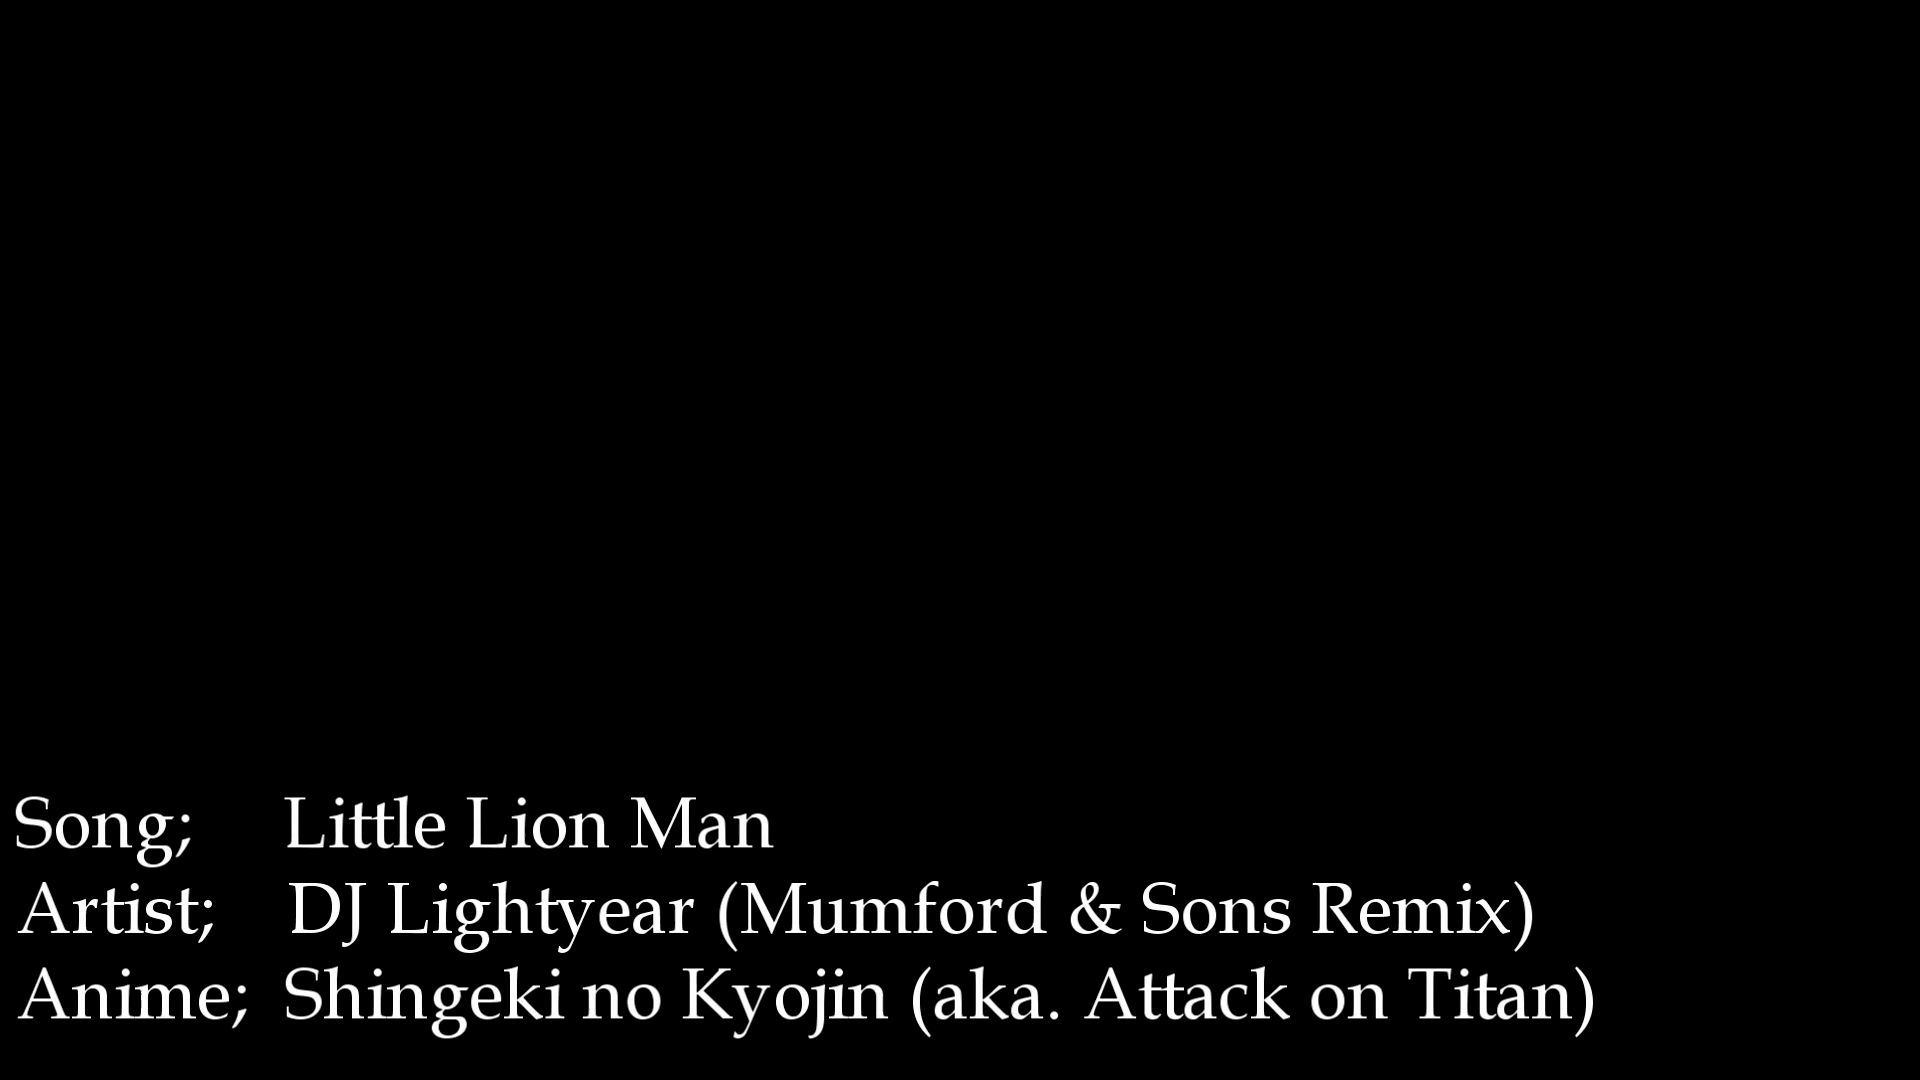 Song; Little Lion Man
Artist; DJ Lightyear (Mumford & Sons Remix)
Anime; Shingeki no Kyojin (aka. Attack on Titan)